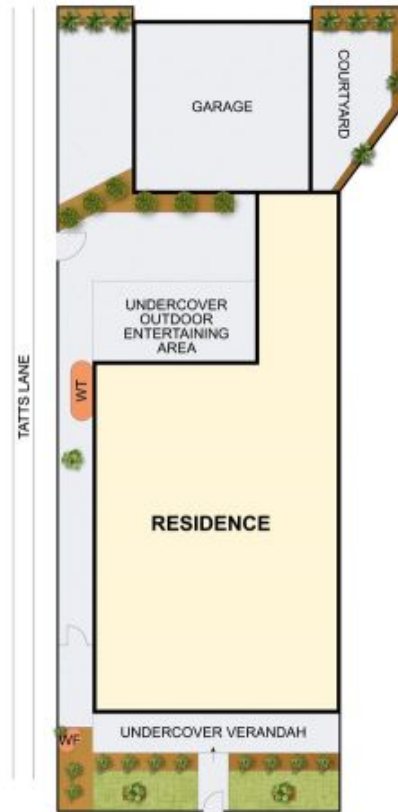 GARAGE
COURTYARD
UNDERCOVER
OUTDOOR
ENTERTAINING
AREA
TATTS LANE
WT
RESIDENCE
WF
UNDERCOVER VERANDAH